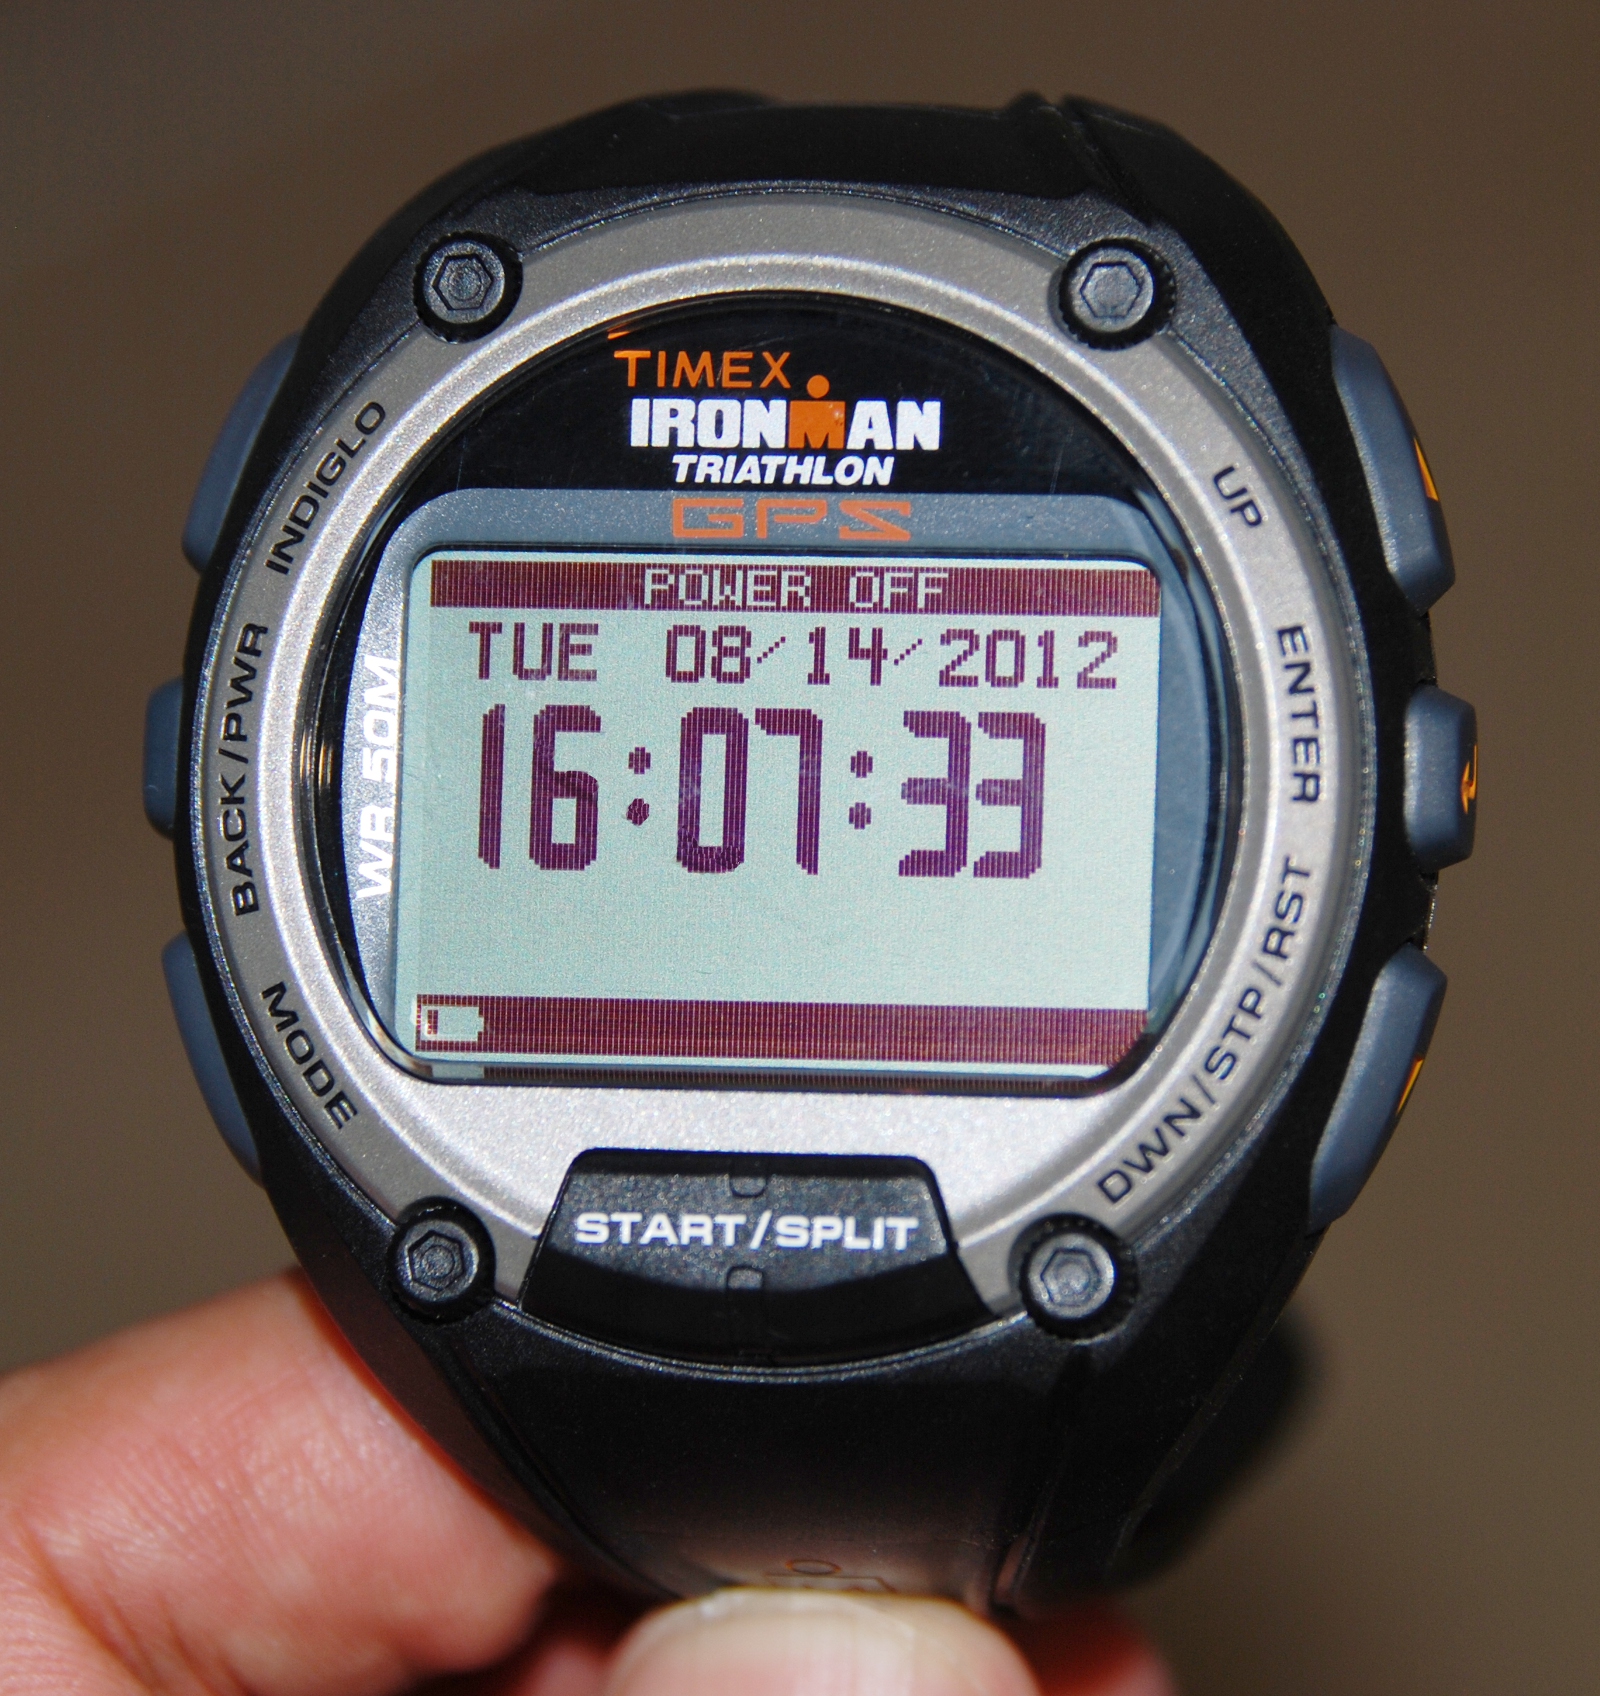 TIMEX
IRONMAN
TRIATHLON
GPS
POWER OFF
TUE 08/14/2012
16:07:33
WR 50M
INDIGLO
BACK/PWR
MODE
UP
ENTER
DWN/STP/RST
START/SPLIT